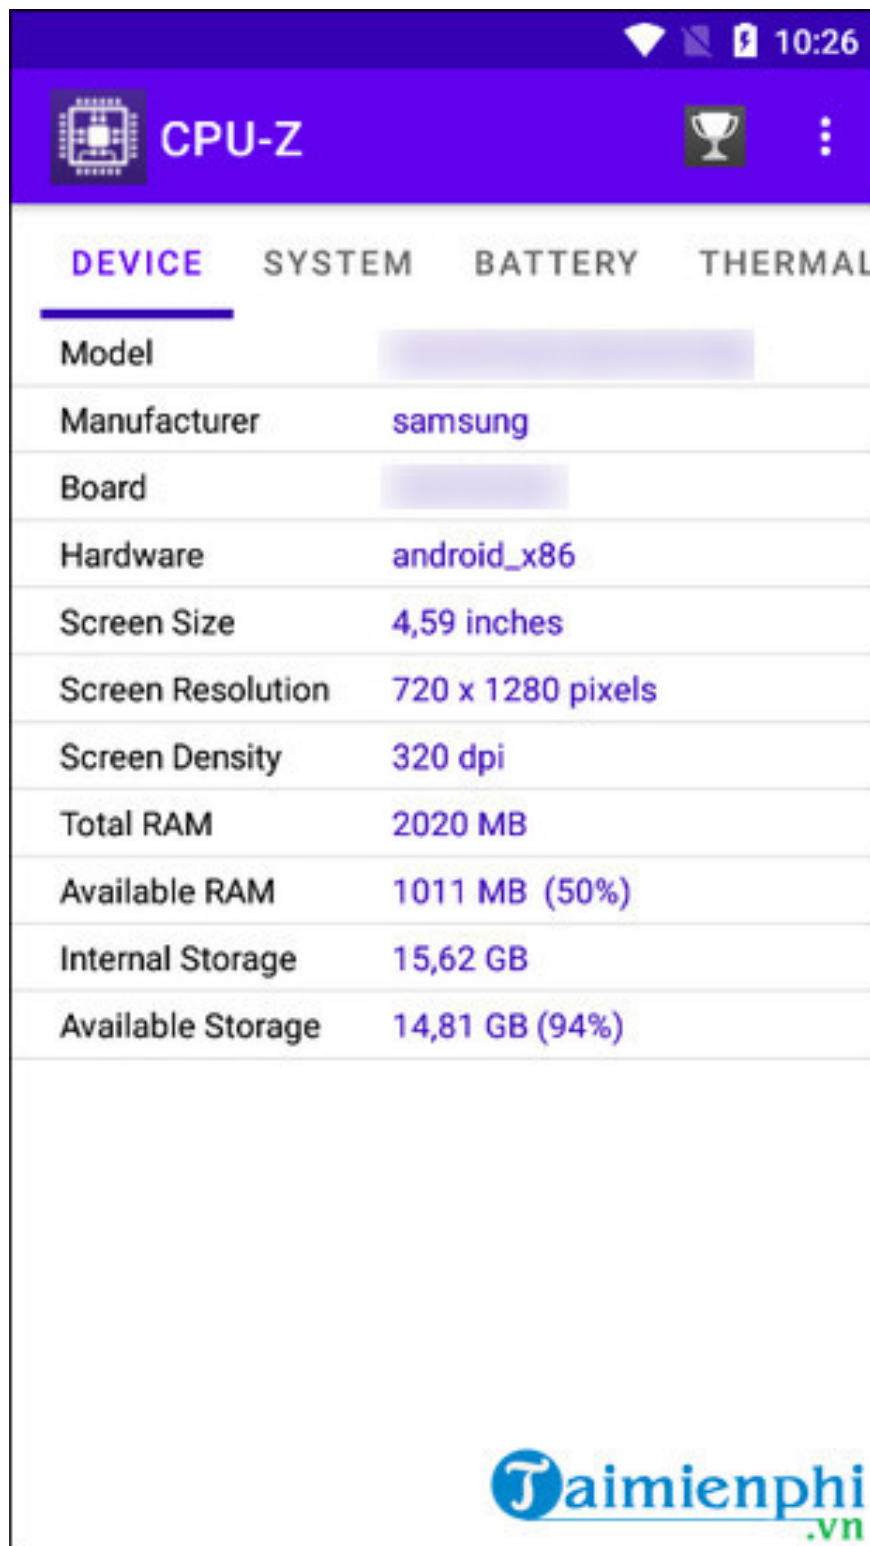 10:26
CPU-Z
DEVICE SYSTEM BATTERY THERMAL
Model
Manufacturer samsung
Board
Hardware android_x86
Screen Size 4,59 inches
Screen Resolution 720 x 1280 pixels
Screen Density 320 dpi
Total RAM 2020 MB
Available RAM 1011 MB (50%)
Internal Storage 15,62 GB
Available Storage 14,81 GB (94%)
Taimienphi
.vn